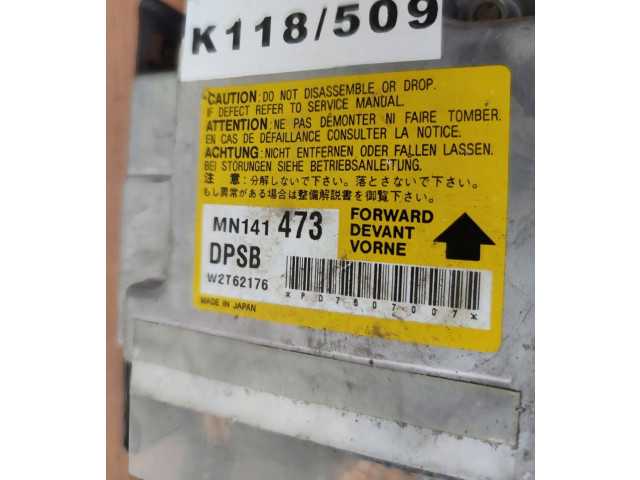 K118/509
CAUTION: DO NOT DISASSEMBLE OR DROP.
IF DEFECT REFER TO SERVICE MANUAL.
ATTENTION: NE PAS DÉMONTER NI FAIRE TOMBER.
EN CAS DE DÉFAILLANCE CONSULTER LA NOTICE.
ACHTUNG: NICHT ENTFERNEN ODER FALLEN LASSEN.
BEI STÖRUNGEN SIEHE BETRIEBSANLEITUNG.
注 意:分解しないで下さい。落とさないで下さい。
もし異常がある場合は整備解説書を御覧下さい。
MN141 473
DPSB
W2T62176
FORWARD
DEVANT
VORNE
*PD7507007*
MADE IN JAPAN